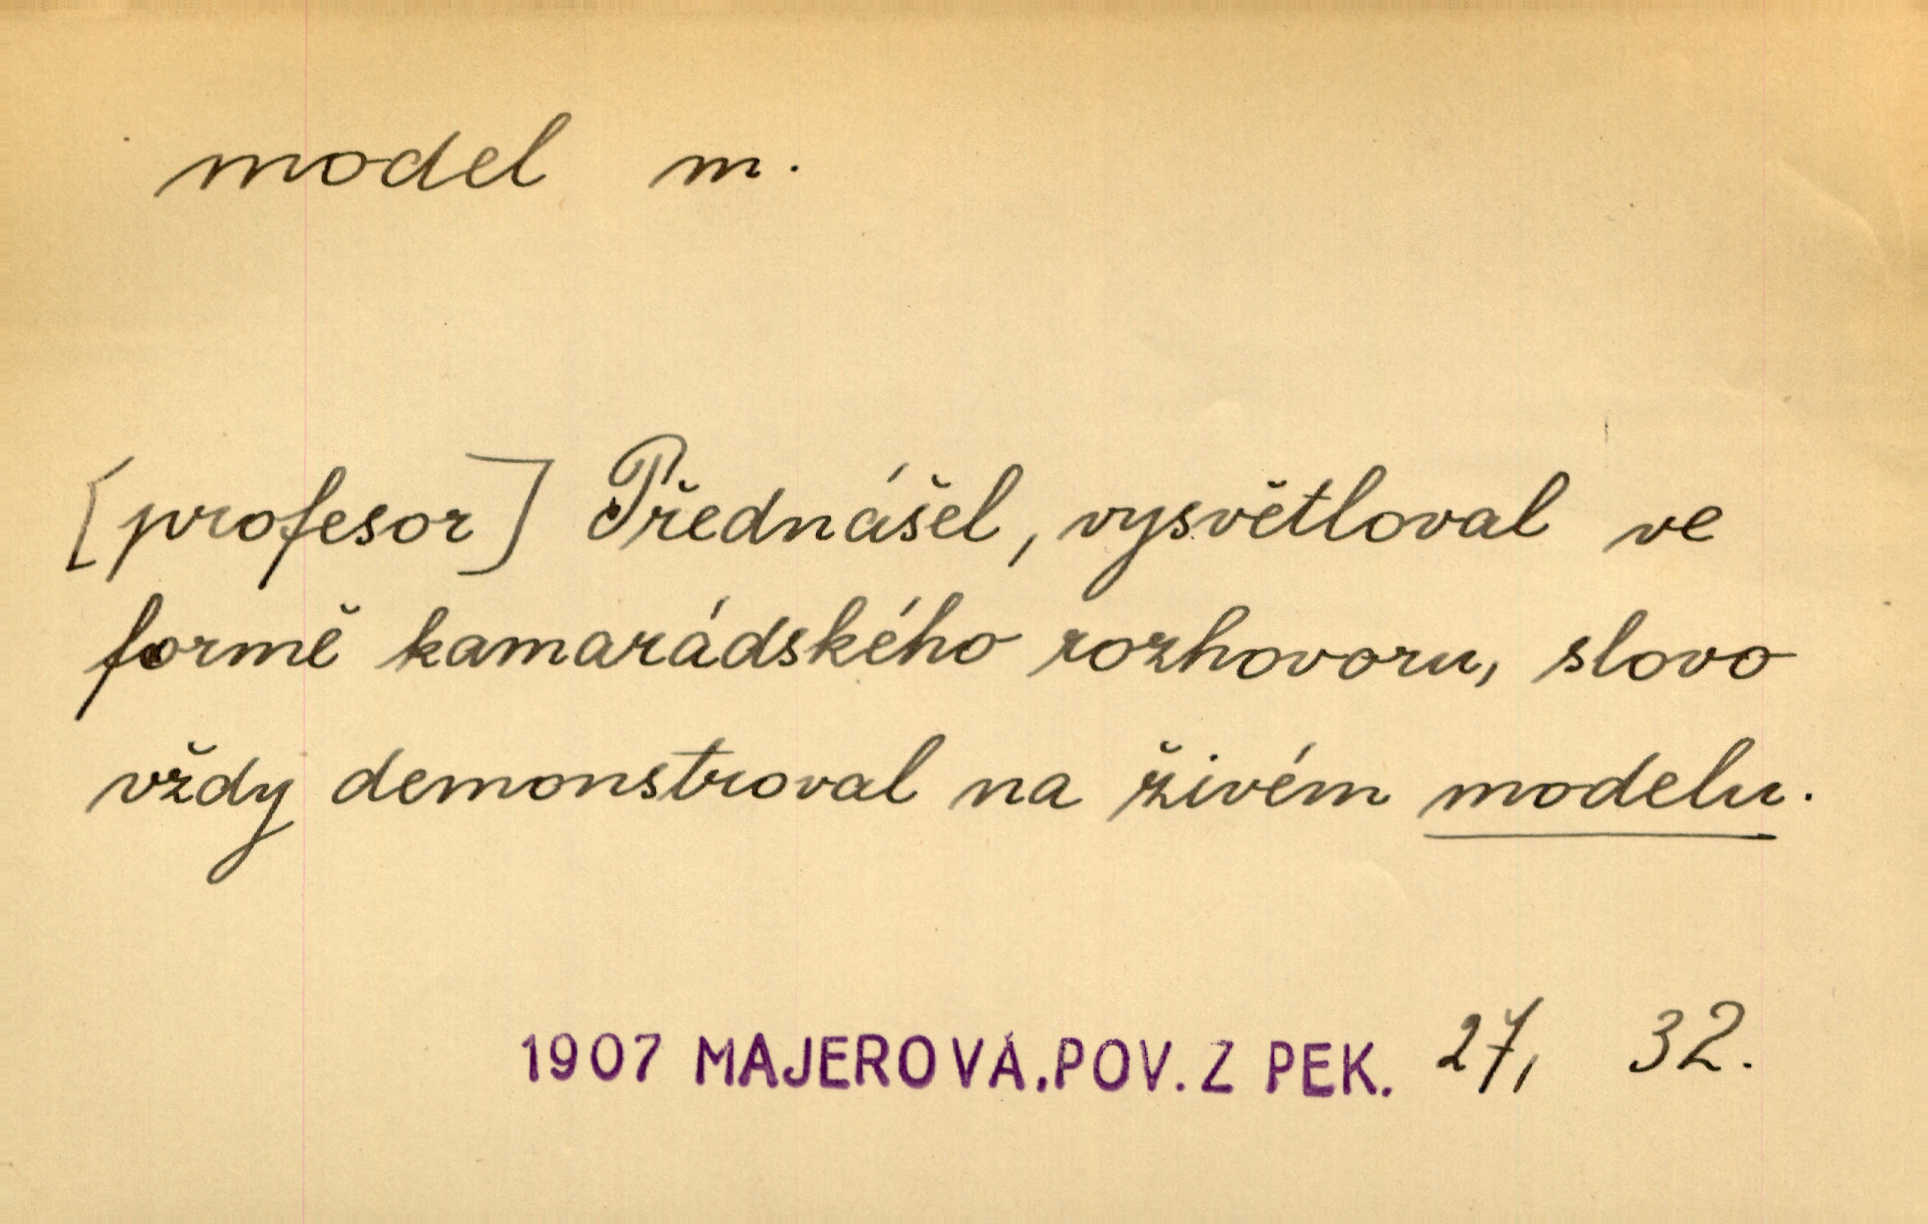 model m.
[profesor] Přednášel, vysvětloval ve
formě kamarádského rozhovoru, slovo
vždy demonstroval na živém modelu.
1907 MAJEROVÁ.POV. Z PEK. 27, 32.